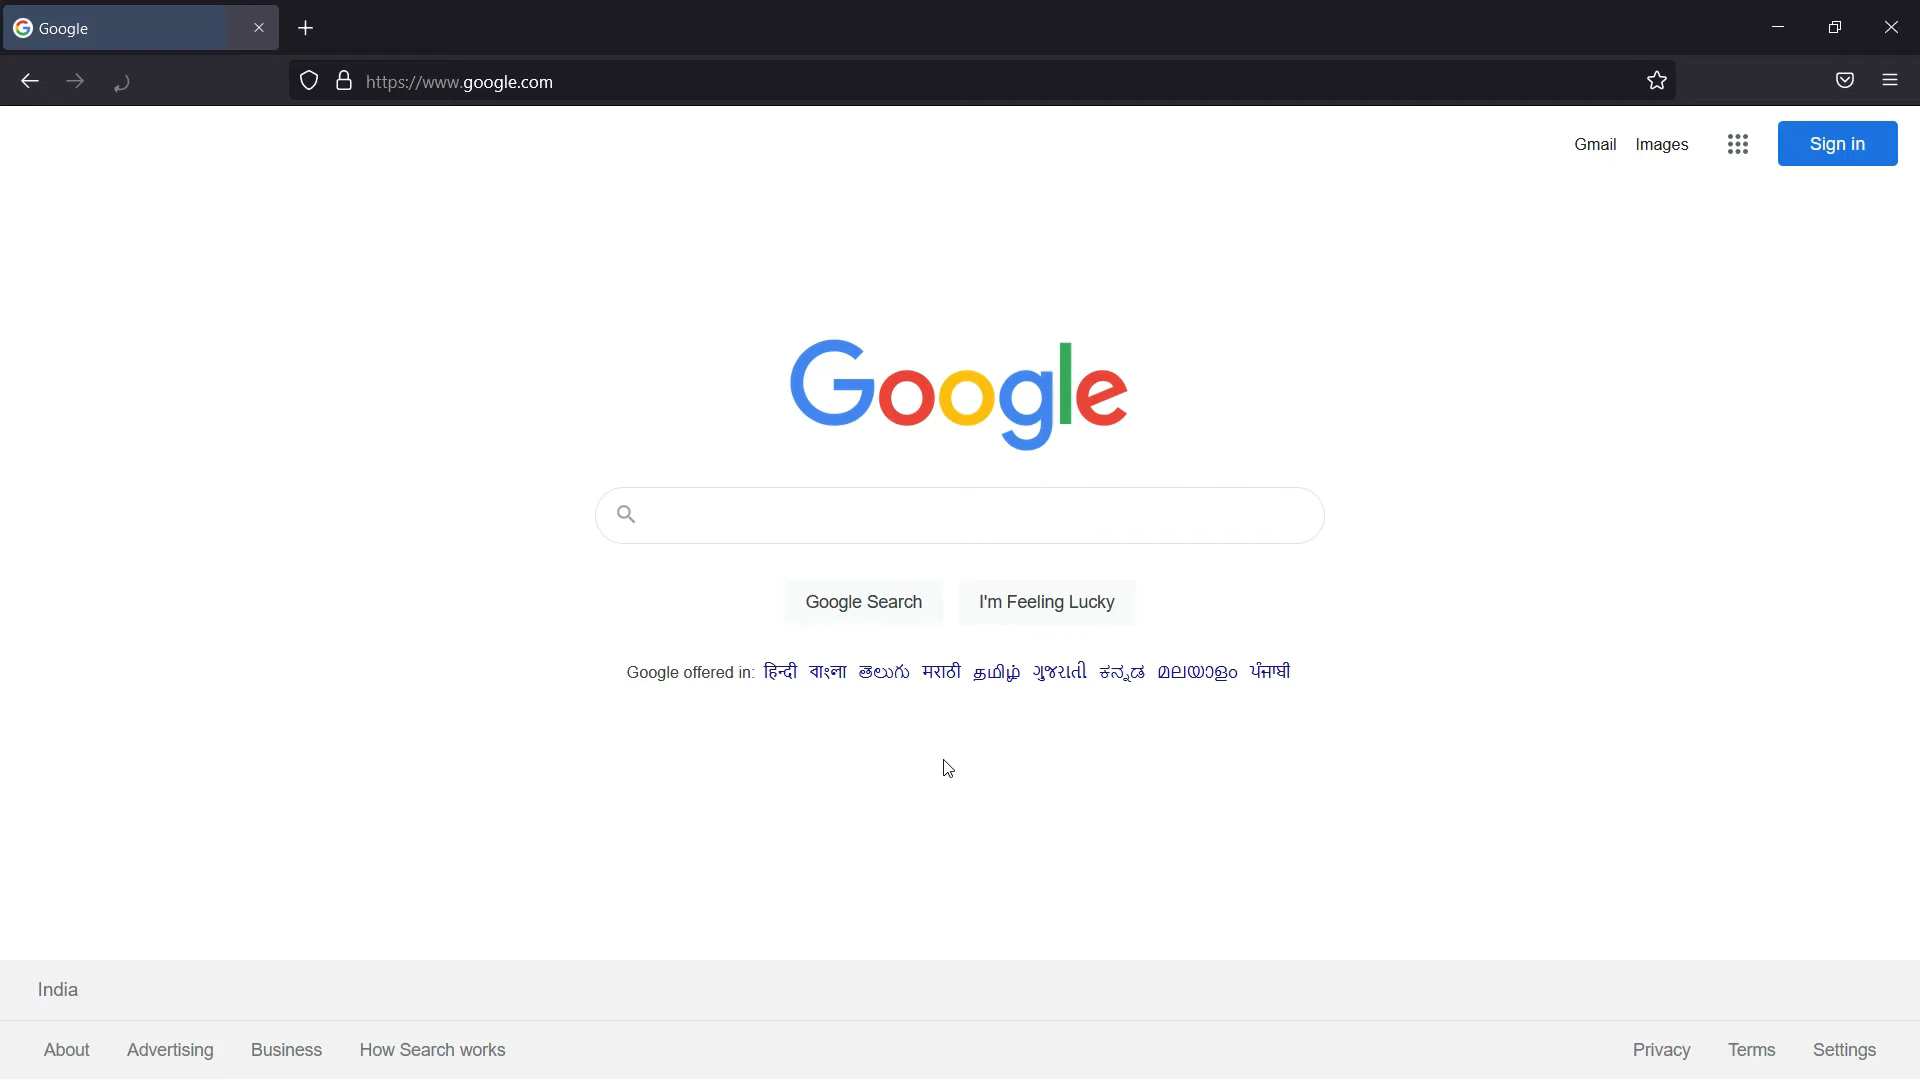 Google
https://www.google.com
Gmail Images Sign in
Google
Google Search I'm Feeling Lucky
Google offered in: हिन्दी বাংলা తెలుగు मराठी தமிழ் ગુજરાતી ಕನ್ನಡ മലയാളം ਪੰਜਾਬੀ
India
About Advertising Business How Search works Privacy Terms Settings